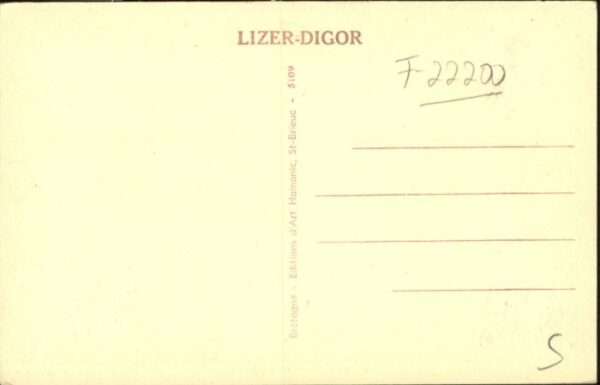 LIZER-DIGOR
F-22200
Bretagne - Editions d'Art Hamonic, St-Brieuc - 5109
S